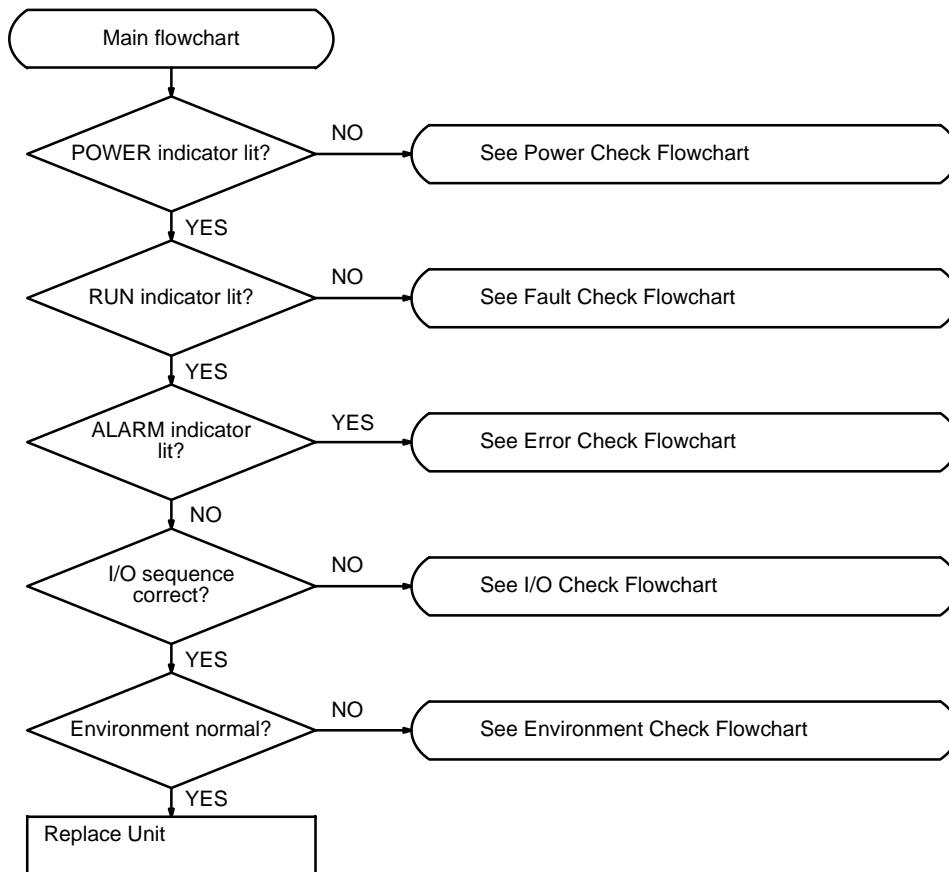 Main flowchart
POWER indicator lit?
NO
See Power Check Flowchart
YES
RUN indicator lit?
NO
See Fault Check Flowchart
YES
ALARM indicator
lit?
YES
See Error Check Flowchart
NO
I/O sequence
correct?
NO
See I/O Check Flowchart
YES
Environment normal?
NO
See Environment Check Flowchart
YES
Replace Unit